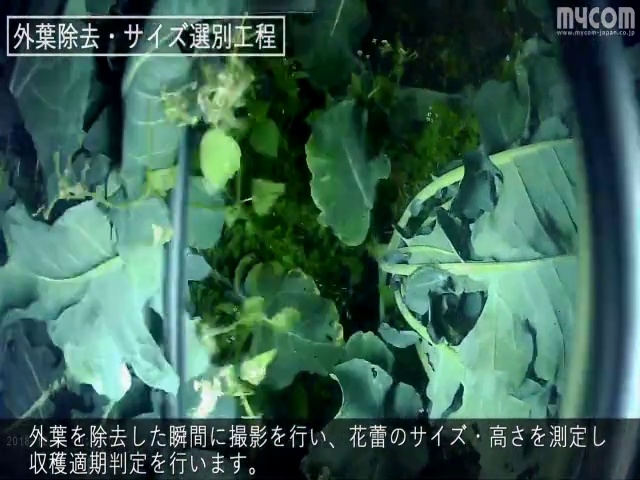 外葉除去・サイズ選別工程
mycom
www.mycom-japan.co.jp
2018
外葉を除去した瞬間に撮影を行い、花蕾のサイズ・高さを測定し
収穫適期判定を行います。